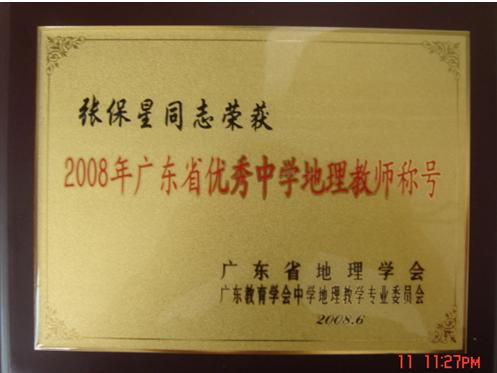 张保星同志荣获
2008年广东省优秀中学地理教师称号
广东省地理学会
广东教育学会中学地理教学专业委员会
2008.6
11 11:27PM